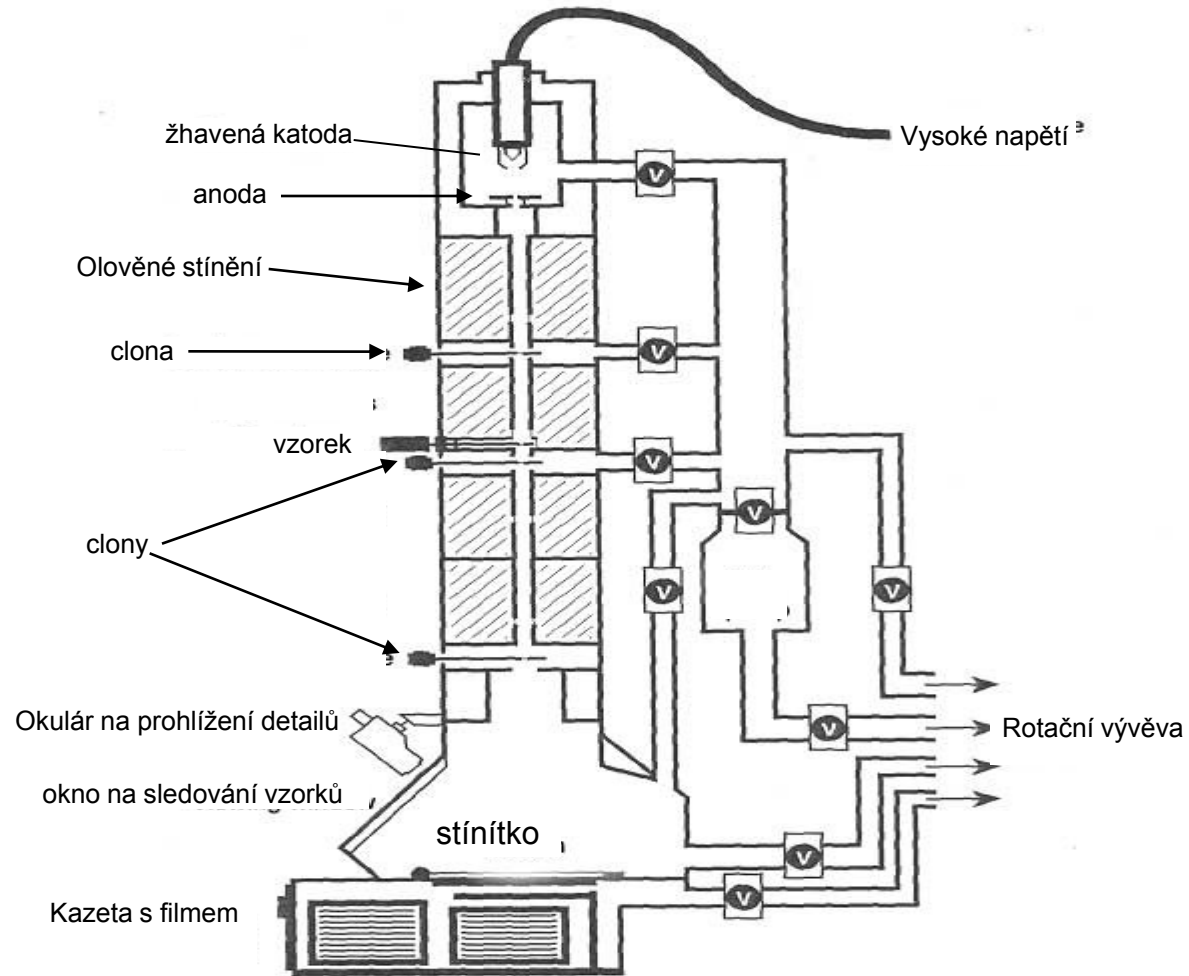 Vysoké napětí
žhavená katoda
anoda
Olověné stínění
clona
vzorek
clony
Okulár na prohlížení detailů
Rotační vývěva
okno na sledování vzorků
stínítko
Kazeta s filmem
V
V
V
V
V
V
V
V
V